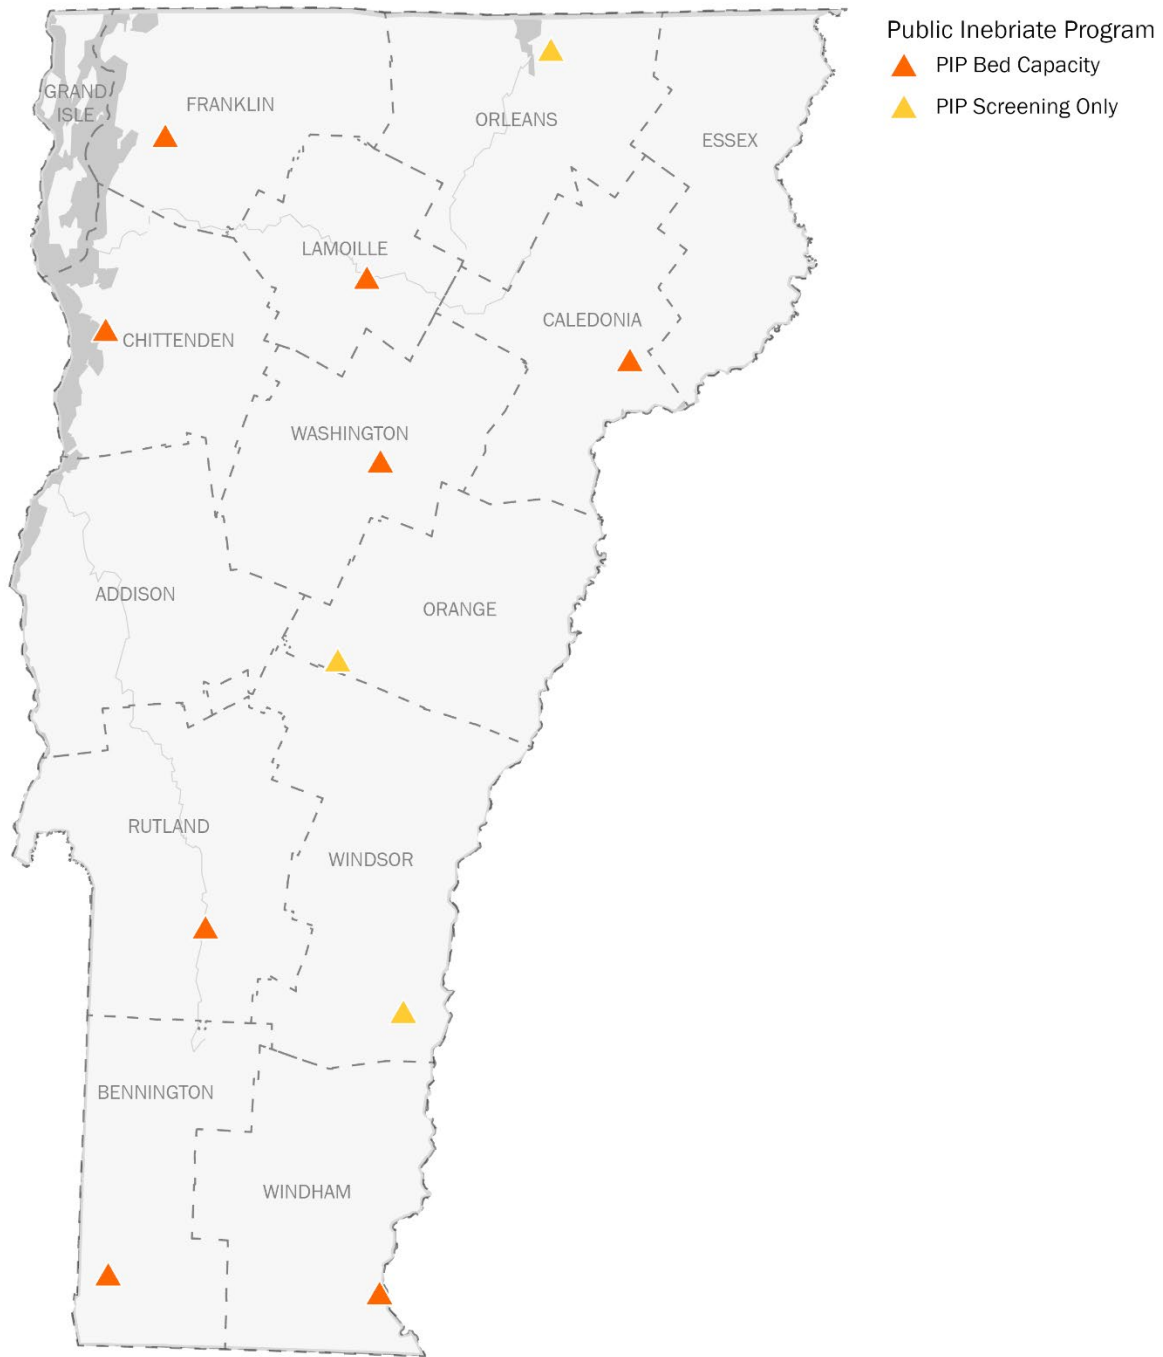 Public Inebriate Program
PIP Bed Capacity
PIP Screening Only
GRAND
ISLE
FRANKLIN
ORLEANS
ESSEX
LAMOILLE
CHITTENDEN
CALEDONIA
WASHINGTON
ADDISON
ORANGE
RUTLAND
WINDSOR
BENNINGTON
WINDHAM